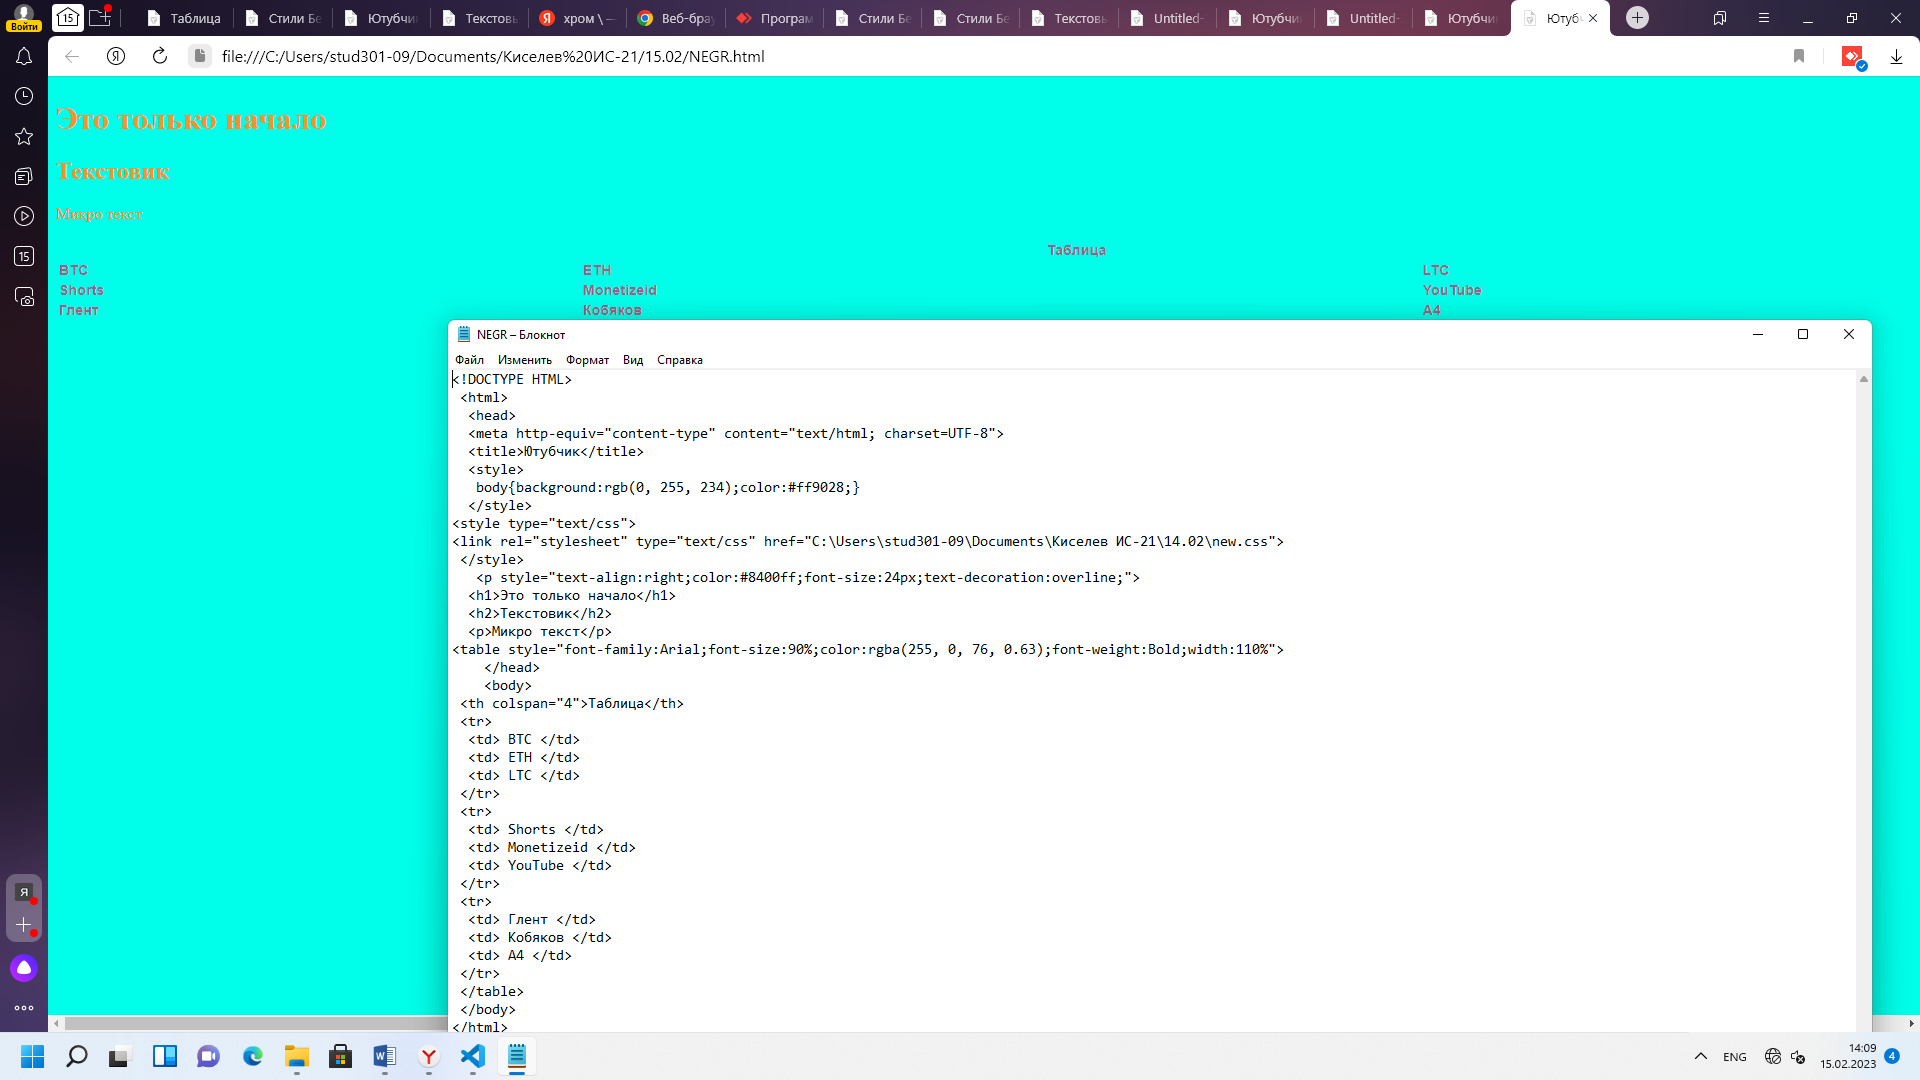 15
Таблица
Стили Бе
Ютубчи
Текстовы
хром \ —
Веб-брау
Програм
Стили Бе
Стили Бе
Текстовы
Untitled-
Ютубчи
Untitled-
Ютубчи
Ютубч
Войти
file:///C:/Users/stud301-09/Documents/Киселев%20ИС-21/15.02/NEGR.html
Это только начало
Текстовик
Микро текст
Таблица
BTC ETH LTC
Shorts Monetizeid YouTube
Глент Кобяков А4
15
NEGR – Блокнот
Файл Изменить Формат Вид Справка
<!DOCTYPE HTML>
<html>
<head>
<meta http-equiv="content-type" content="text/html; charset=UTF-8">
<title>Ютубчик</title>
<style>
body{background:rgb(0, 255, 234);color:#ff9028;}
</style>
<style type="text/css">
<link rel="stylesheet" type="text/css" href="C:\Users\stud301-09\Documents\Киселев ИС-21\14.02\new.css">
</style>
<p style="text-align:right;color:#8400ff;font-size:24px;text-decoration:overline;">
<h1>Это только начало</h1>
<h2>Текстовик</h2>
<p>Микро текст</p>
<table style="font-family:Arial;font-size:90%;color:rgba(255, 0, 76, 0.63);font-weight:Bold;width:110%">
</head>
<body>
<th colspan="4">Таблица</th>
<tr>
<td> BTC </td>
<td> ETH </td>
<td> LTC </td>
</tr>
<tr>
<td> Shorts </td>
<td> Monetizeid </td>
<td> YouTube </td>
</tr>
<tr>
<td> Глент </td>
<td> Кобяков </td>
<td> А4 </td>
</tr>
</table>
</body>
</html>
Я
ENG
14:09
15.02.2023
4